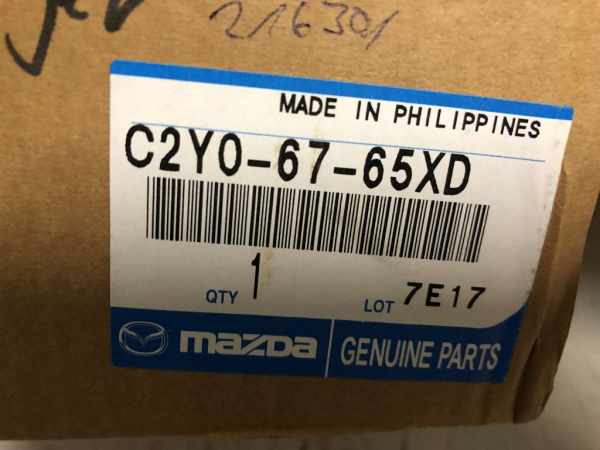 216301
MADE IN PHILIPPINES
C2Y0-67-65XD
QTY 1 LOT 7E17
mazda GENUINE PARTS